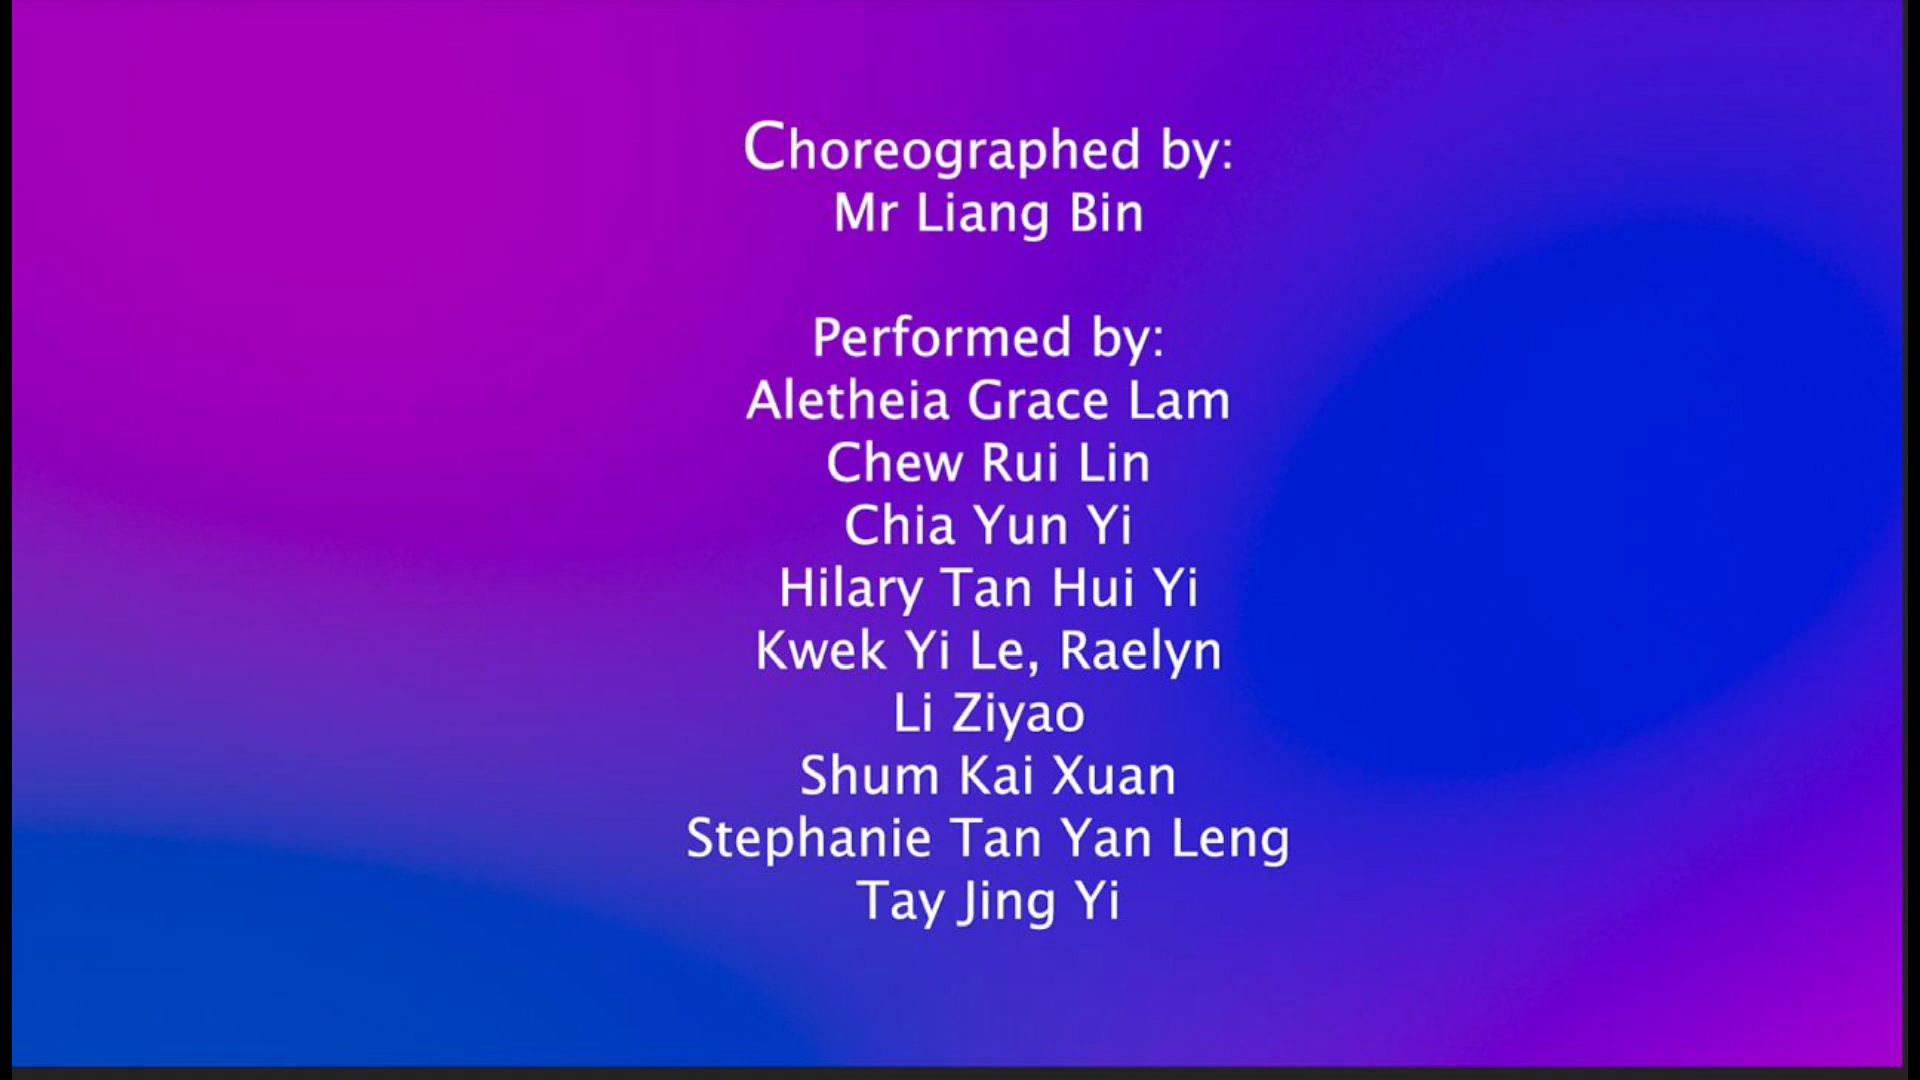 Choreographed by:
Mr Liang Bin
Performed by:
Aletheia Grace Lam
Chew Rui Lin
Chia Yun Yi
Hilary Tan Hui Yi
Kwek Yi Le, Raelyn
Li Ziyao
Shum Kai Xuan
Stephanie Tan Yan Leng
Tay Jing Yi